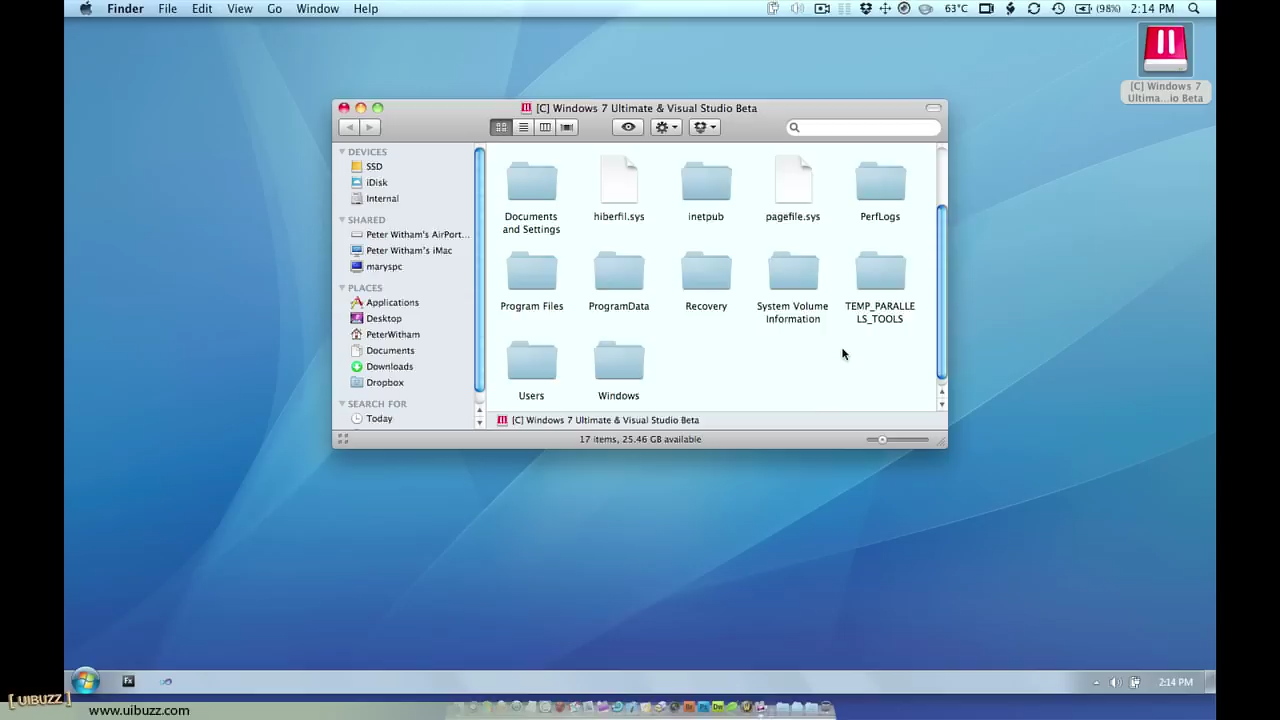 Finder File Edit View Go Window Help
63°C (98%) 2:14 PM
[C] Windows 7
Ultima...io Beta
[C] Windows 7 Ultimate & Visual Studio Beta
DEVICES
SSD
iDisk
Internal
SHARED
Peter Witham's AirPort...
Peter Witham's iMac
maryspc
PLACES
Applications
Desktop
PeterWitham
Documents
Downloads
Dropbox
SEARCH FOR
Today
Documents
and Settings
hiberfil.sys
inetpub
pagefile.sys
PerfLogs
Program Files
ProgramData
Recovery
System Volume
Information
TEMP_PARALLE
LS_TOOLS
Users
Windows
[C] Windows 7 Ultimate & Visual Studio Beta
17 items, 25.46 GB available
Fx
2:14 PM
[UIBUZZ]
www.uibuzz.com
Br Ps Dw